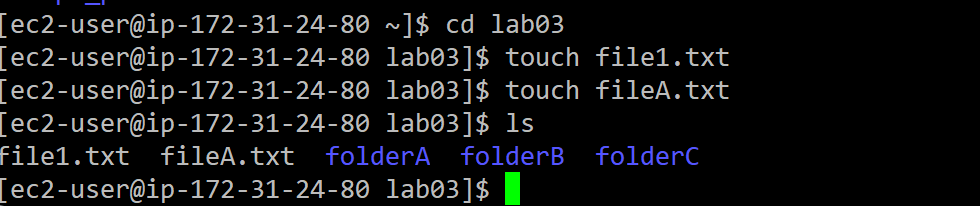 [ec2-user@ip-172-31-24-80 ~]$ cd lab03
[ec2-user@ip-172-31-24-80 lab03]$ touch file1.txt
[ec2-user@ip-172-31-24-80 lab03]$ touch fileA.txt
[ec2-user@ip-172-31-24-80 lab03]$ ls
file1.txt  fileA.txt  folderA  folderB  folderC
[ec2-user@ip-172-31-24-80 lab03]$